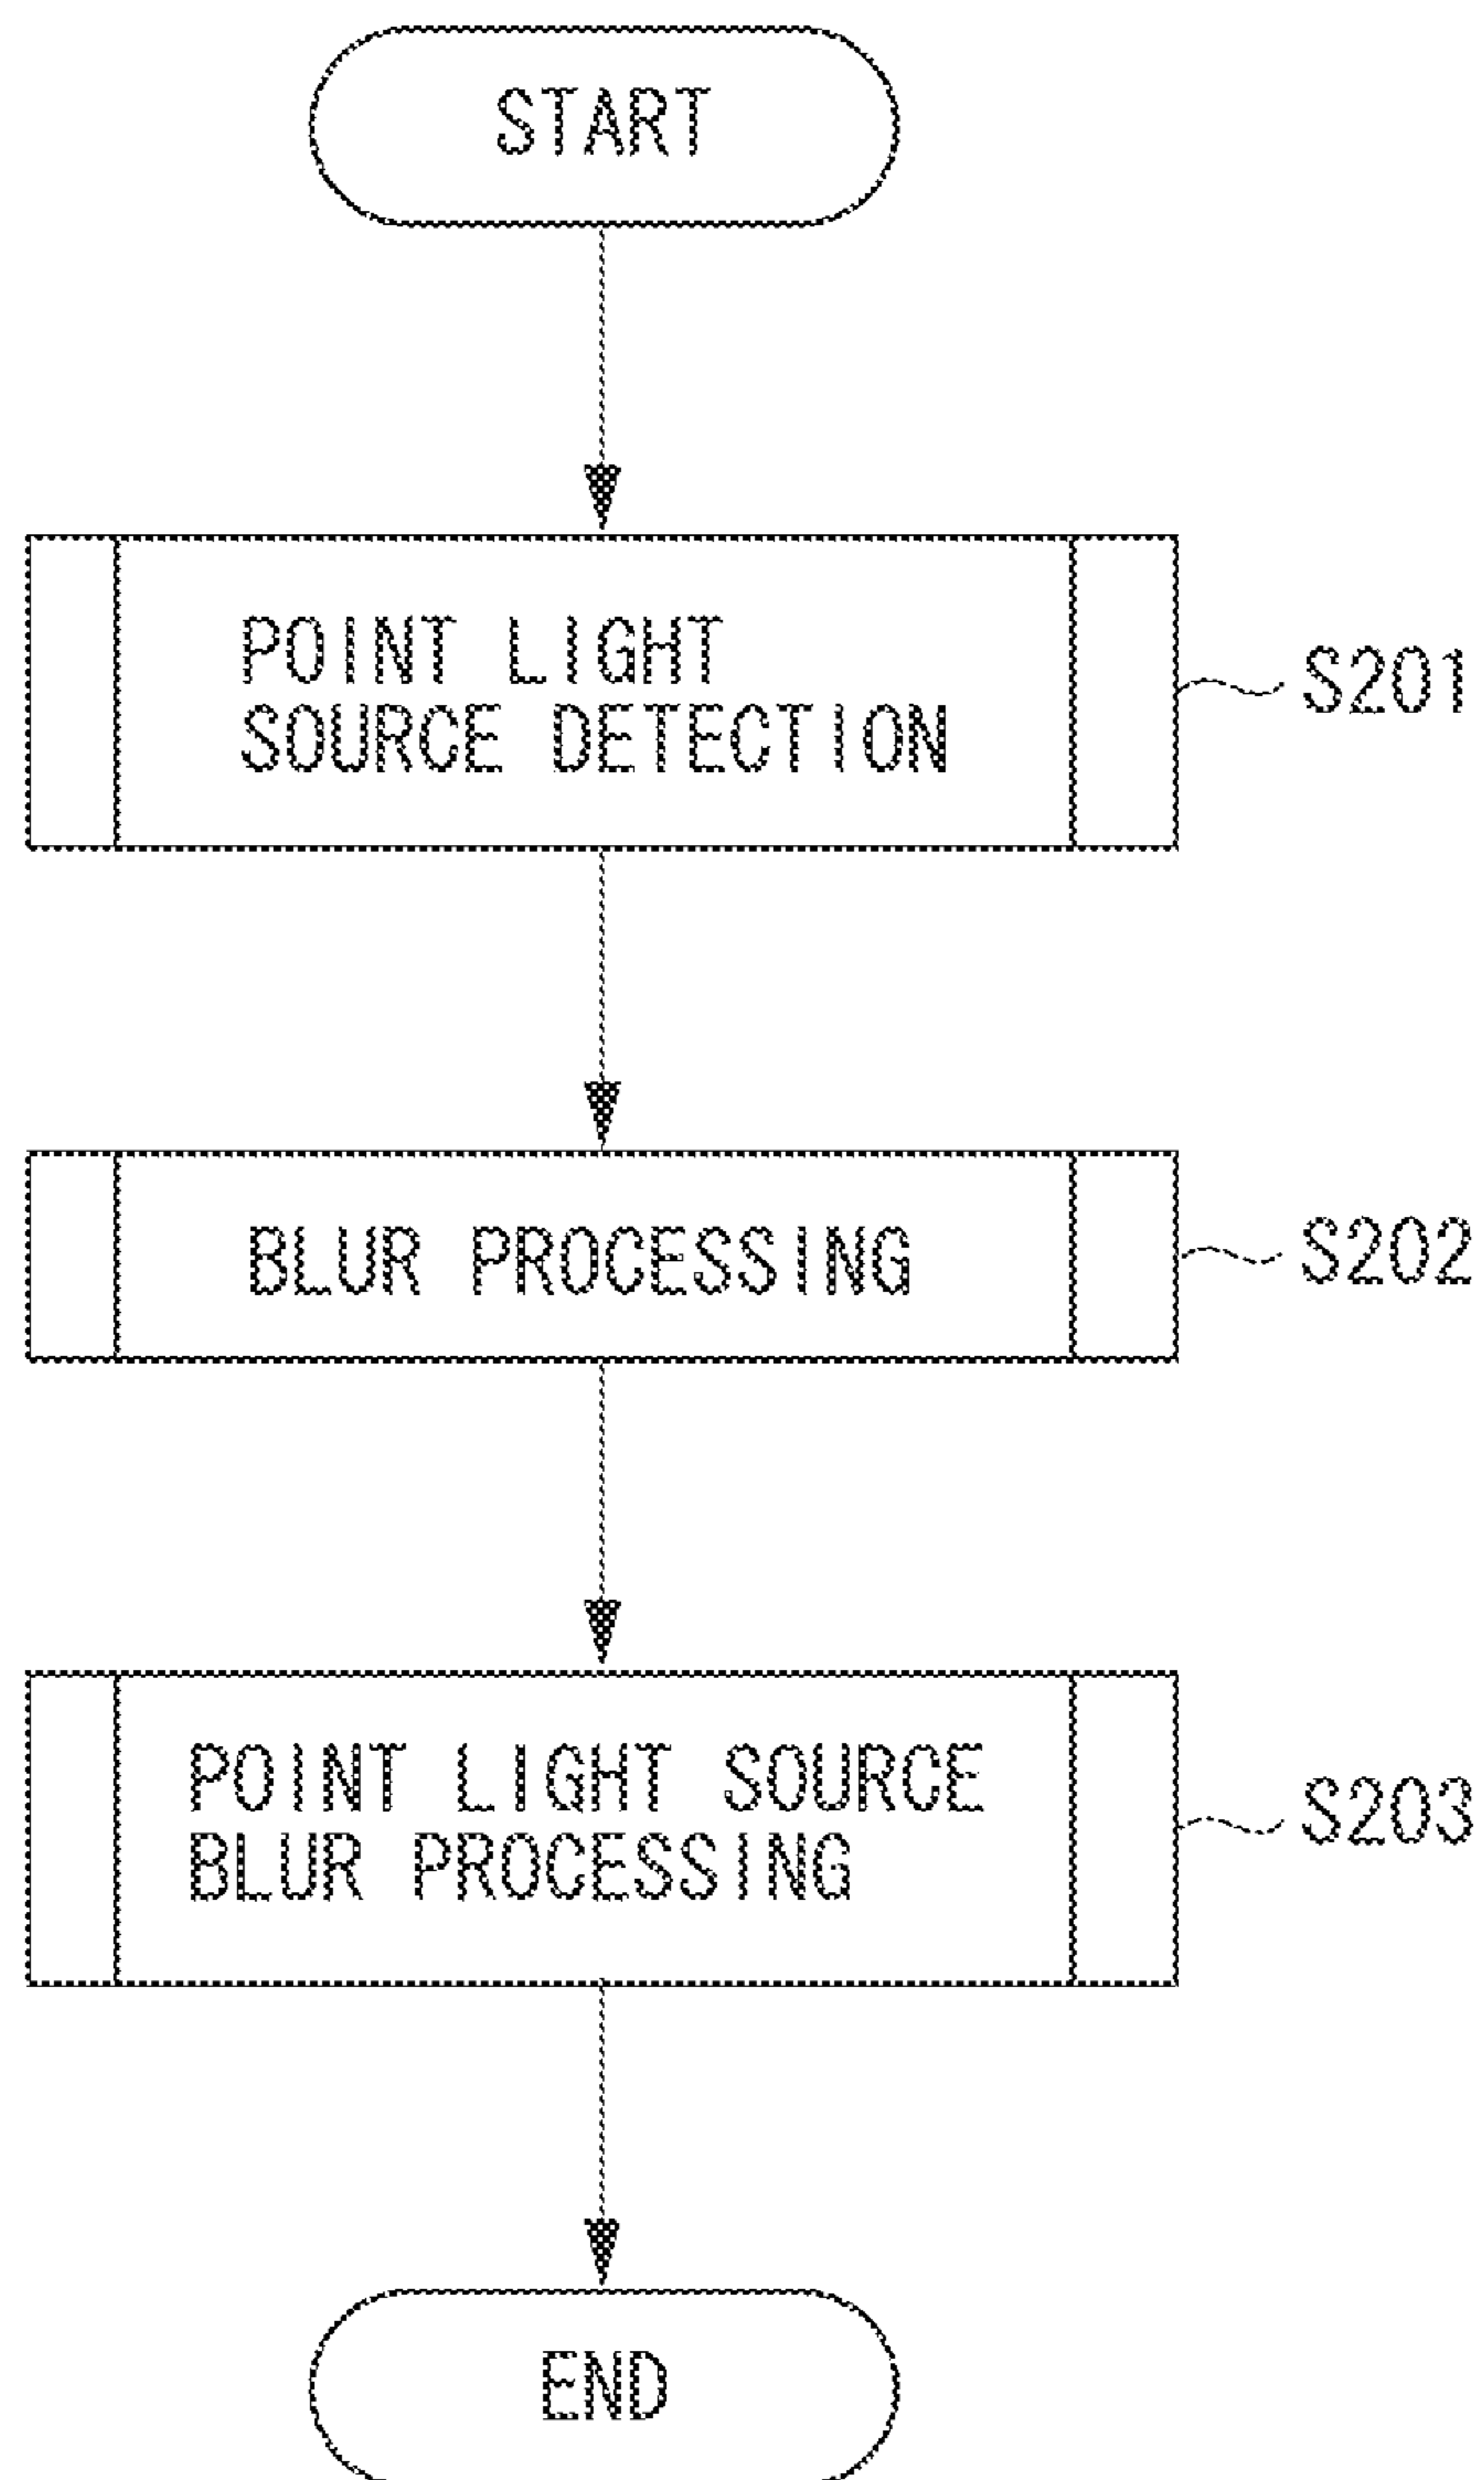 START
POINT LIGHT
SOURCE DETECTION
S201
BLUR PROCESSING
S202
POINT LIGHT SOURCE
BLUR PROCESSING
S203
END